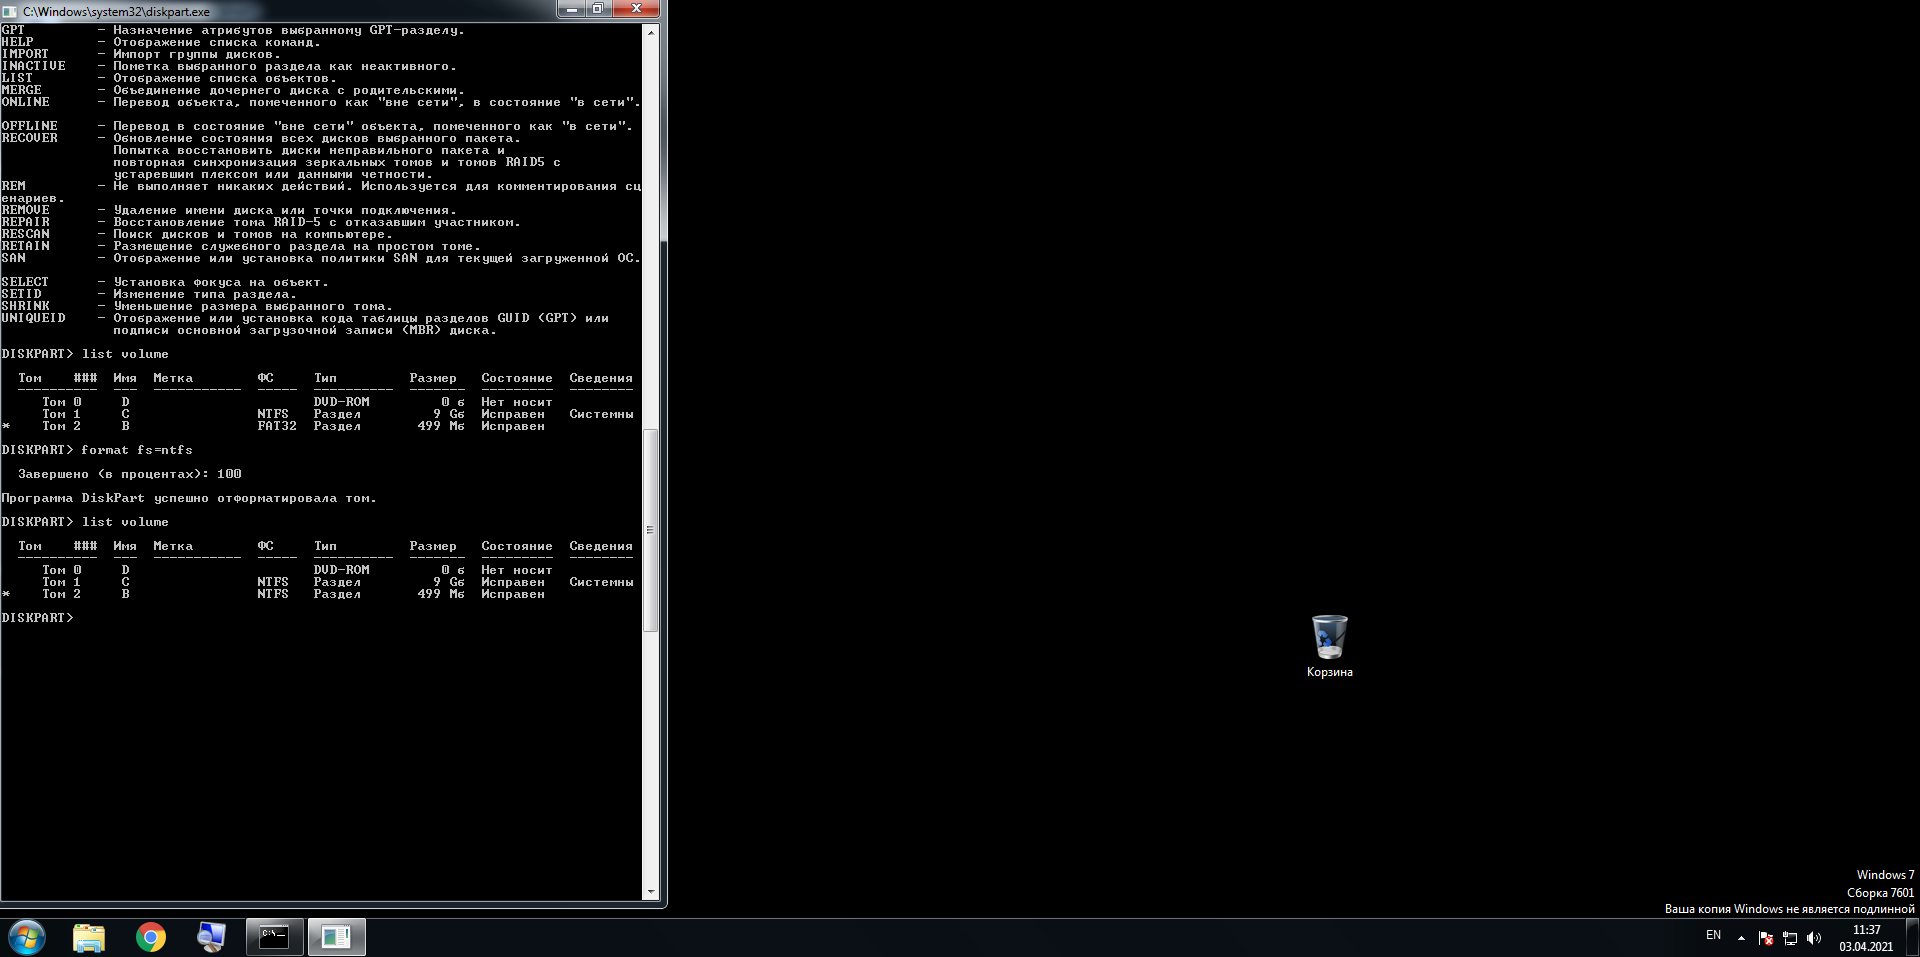 C:\Windows\system32\diskpart.exe
GPT - Назначение атрибутов выбранному GPT-разделу.
HELP - Отображение списка команд.
IMPORT - Импорт группы дисков.
INACTIVE - Пометка выбранного раздела как неактивного.
LIST - Отображение списка объектов.
MERGE - Объединение дочернего диска с родительскими.
ONLINE - Перевод объекта, помеченного как "вне сети", в состояние "в сети".
OFFLINE - Перевод в состояние "вне сети" объекта, помеченного как "в сети".
RECOVER - Обновление состояния всех дисков выбранного пакета.
Попытка восстановить диски неправильного пакета и
повторная синхронизация зеркальных томов и томов RAID5 с
устаревшим плексом или данными четности.
REM - Не выполняет никаких действий. Используется для комментирования сц
енариев.
REMOVE - Удаление имени диска или точки подключения.
REPAIR - Восстановление тома RAID-5 с отказавшим участником.
RESCAN - Поиск дисков и томов на компьютере.
RETAIN - Размещение служебного раздела на простом томе.
SAN - Отображение или установка политики SAN для текущей загруженной ОС.
SELECT - Установка фокуса на объект.
SETID - Изменение типа раздела.
SHRINK - Уменьшение размера выбранного тома.
UNIQUEID - Отображение или установка кода таблицы разделов GUID (GPT) или
подписи основной загрузочной записи (MBR) диска.
DISKPART> list volume
Том ### Имя Метка ФС Тип Размер Состояние Сведения
---------- --- ----------- ----- ---------- ------- --------- --------
Том 0 D DVD-ROM 0 б Нет носит
Том 1 C NTFS Раздел 9 Gб Исправен Системны
* Том 2 B FAT32 Раздел 499 Мб Исправен
DISKPART> format fs=ntfs
Завершено (в процентах): 100
Программа DiskPart успешно отформатировала том.
DISKPART> list volume
Том ### Имя Метка ФС Тип Размер Состояние Сведения
---------- --- ----------- ----- ---------- ------- --------- --------
Том 0 D DVD-ROM 0 б Нет носит
Том 1 C NTFS Раздел 9 Gб Исправен Системны
* Том 2 B NTFS Раздел 499 Мб Исправен
DISKPART>
Корзина
Windows 7
Сборка 7601
Ваша копия Windows не является подлинной
C:\_
EN
11:37
03.04.2021